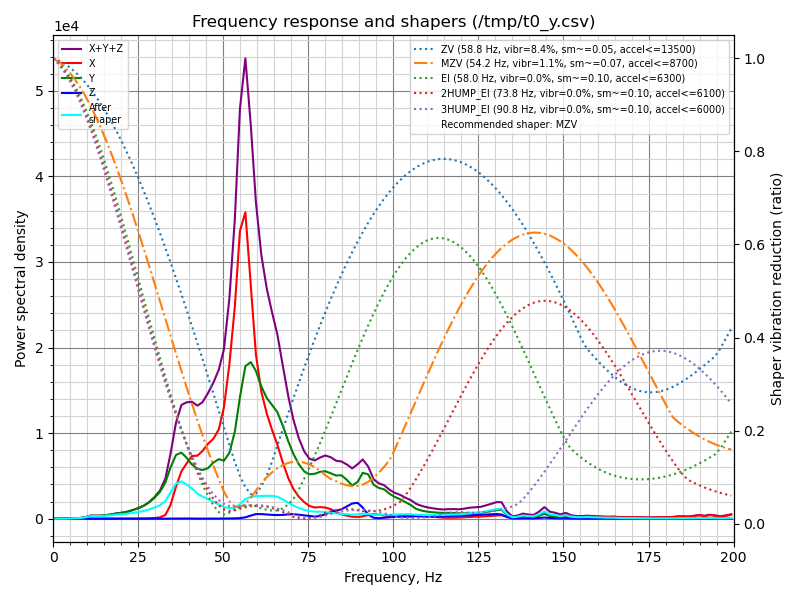 Frequency response and shapers (/tmp/t0_y.csv)
1e4
X+Y+Z
X
Y
Z
After
shaper
ZV (58.8 Hz, vibr=8.4%, sm~=0.05, accel<=13500)
MZV (54.2 Hz, vibr=1.1%, sm~=0.07, accel<=8700)
EI (58.0 Hz, vibr=0.0%, sm~=0.10, accel<=6300)
2HUMP_EI (73.8 Hz, vibr=0.0%, sm~=0.10, accel<=6100)
3HUMP_EI (90.8 Hz, vibr=0.0%, sm~=0.10, accel<=6000)
Recommended shaper: MZV
Power spectral density
5
4
3
2
1
0
1.0
0.8
0.6
0.4
0.2
0.0
Shaper vibration reduction (ratio)
0 25 50 75 100 125 150 175 200
Frequency, Hz